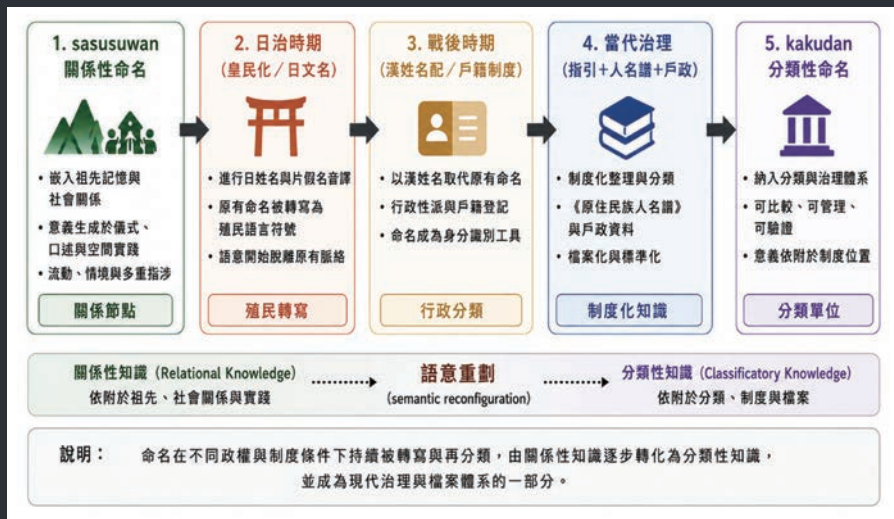 1. sasusuwan
關係性命名
• 嵌入祖先記憶與
社會關係
• 意義生成於儀式、
口述與空間實踐
• 流動、情境與多重指涉
關係節點
2. 日治時期
(皇民化／日文名)
• 進行日姓名與片假名音譯
• 原有命名被轉寫為
殖民語言符號
• 語意開始脫離原有脈絡
殖民轉寫
3. 戰後時期
(漢姓名配／戶籍制度)
• 以漢姓名取代原有命名
• 行政性派與戶籍登記
• 命名成為身分識別工具
行政分類
4. 當代治理
(指引+人名譜+戶政)
• 制度化整理與分類
• 《原住民族人名譜》
與戶政資料
• 檔案化與標準化
制度化知識
5. kakudan
分類性命名
• 納入分類與治理體系
• 可比較、可管理、
可驗證
• 意義依附於制度位置
分類單位
關係性知識 (Relational Knowledge)
依附於祖先、社會關係與實踐
語意重劃
(semantic reconfiguration)
分類性知識 (Classificatory Knowledge)
依附於分類、制度與檔案
說明： 命名在不同政權與制度條件下持續被轉寫與再分類，由關係性知識逐步轉化為分類性知識，
並成為現代治理與檔案體系的一部分。